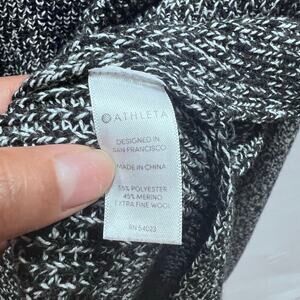 ATHLETA
DESIGNED IN
SAN FRANCISCO
MADE IN CHINA
55% POLYESTER
45% MERINO
EXTRA FINE WOOL
RN 54023